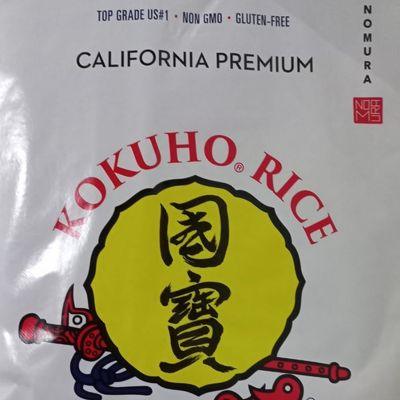 TOP GRADE US#1 • NON GMO • GLUTEN-FREE
CALIFORNIA PREMIUM
NOMURA
KOKUHO® RICE
國寶